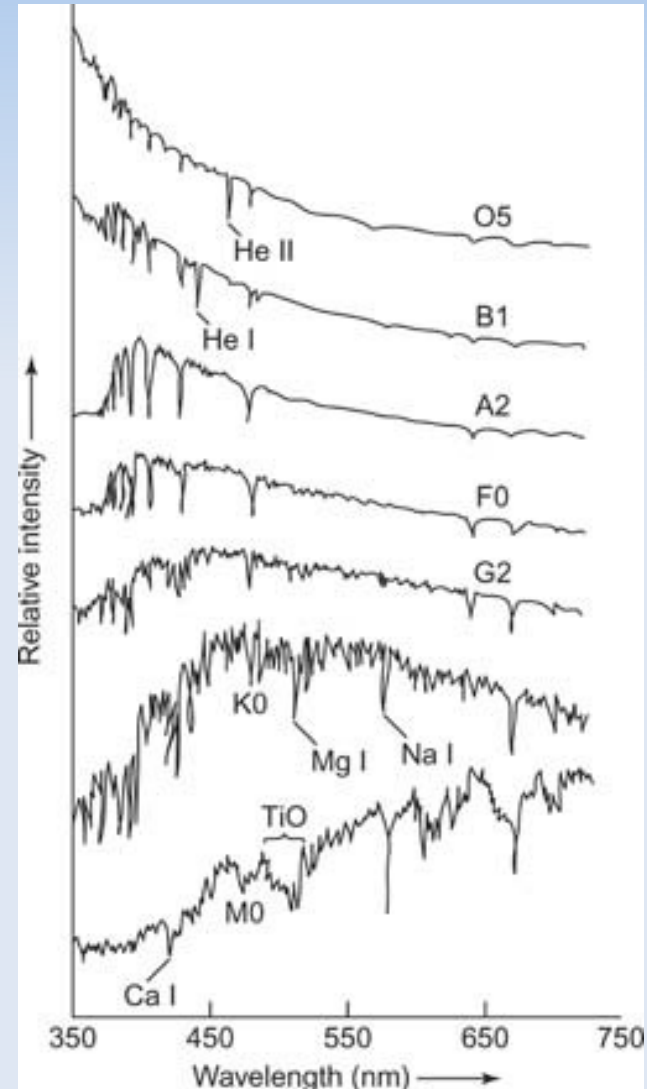 O5
He II
B1
He I
A2
F0
G2
K0
Mg I
Na I
TiO
M0
Ca I
Relative intensity
350
450
550
650
750
Wavelength (nm)